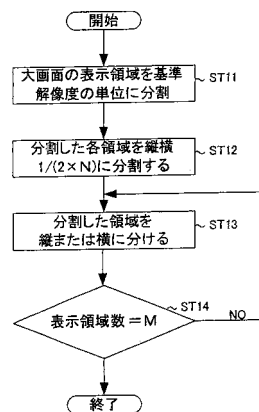 開始
大画面の表示領域を基準
解像度の単位に分割
ST11
分割した各領域を縦横
1/(2×N)に分割する
ST12
分割した領域を
縦または横に分ける
ST13
表示領域数=M
ST14
NO
終了